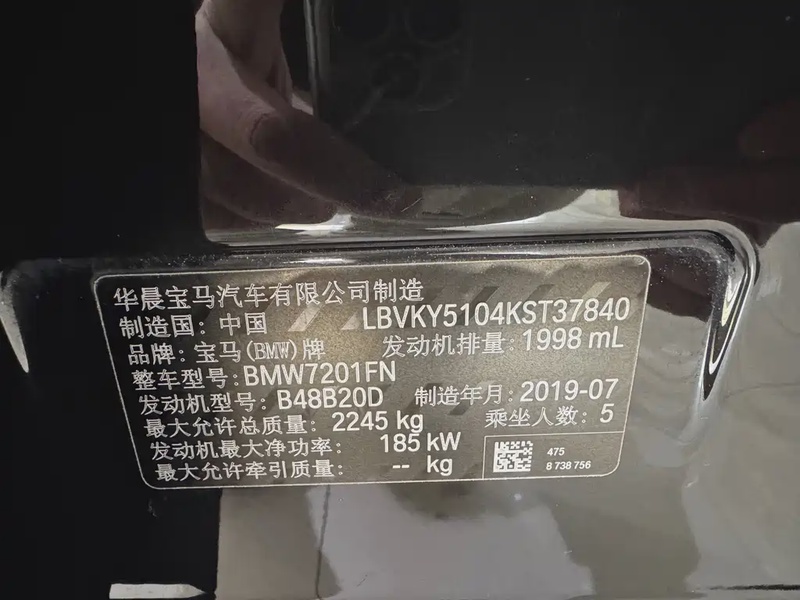 华晨宝马汽车有限公司制造
制造国：中国 LBVKY5104KST37840
品牌：宝马(BMW)牌 发动机排量：1998 mL
整车型号：BMW7201FN
发动机型号：B48B20D 制造年月：2019-07
最大允许总质量：2245 kg 乘坐人数：5
发动机最大净功率：185 kW
最大允许牵引质量：-- kg
475
8 738 756